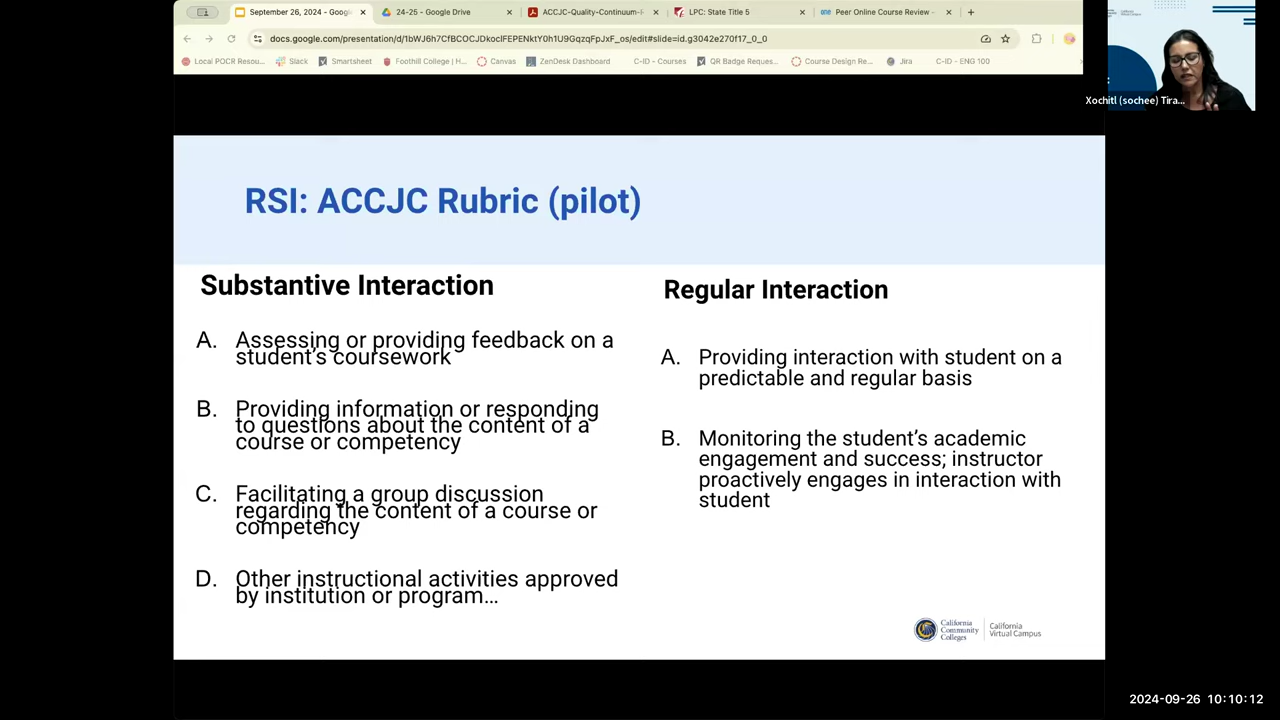 September 26, 2024 - Googl
24-25 - Google Drive
ACCJC-Quality-Continuum-
LPC: State Title 5
Peer Online Course Review -
docs.google.com/presentation/d/
Local POCR Resou...
Slack
Smartsheet
Foothill College | H...
Canvas
ZenDesk Dashboard
C-ID - Courses
QR Badge Reques...
Course Design Re...
Jira
C-ID - ENG 100
Xochitl (sochee) Tira...
RSI: ACCJC Rubric (pilot)
Substantive Interaction
A. Assessing or providing feedback on a
student's coursework
B. Providing information or responding
to questions about the content of a
course or competency
C. Facilitating a group discussion
regarding the content of a course or
competency
D. Other instructional activities approved
by institution or program...
Regular Interaction
A. Providing interaction with student on a
predictable and regular basis
B. Monitoring the student's academic
engagement and success; instructor
proactively engages in interaction with
student
California
Community
Colleges
California
Virtual Campus
2024-09-26 10:10:12